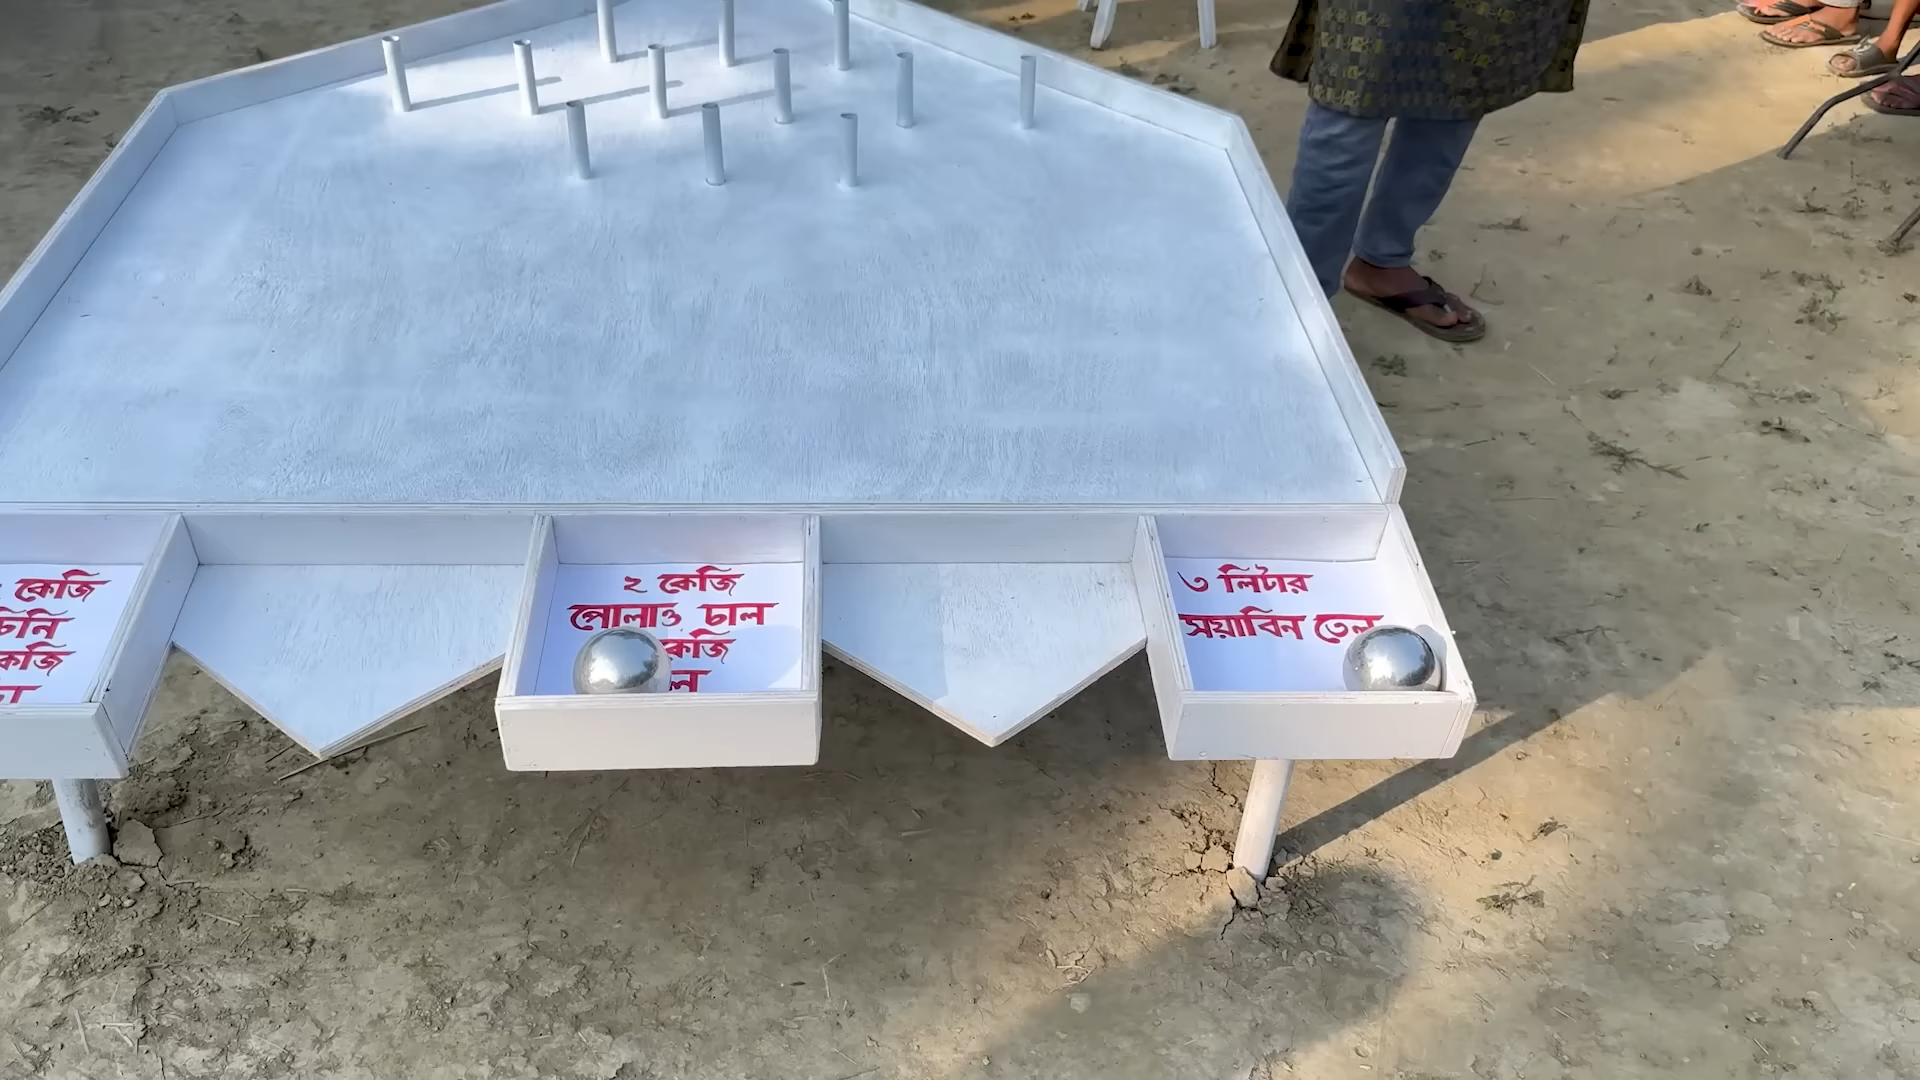 কেজি
চিনি
কেজি
২ কেজি
পোলাও চাল
কেজি
৩ লিটার
সয়াবিন তেল